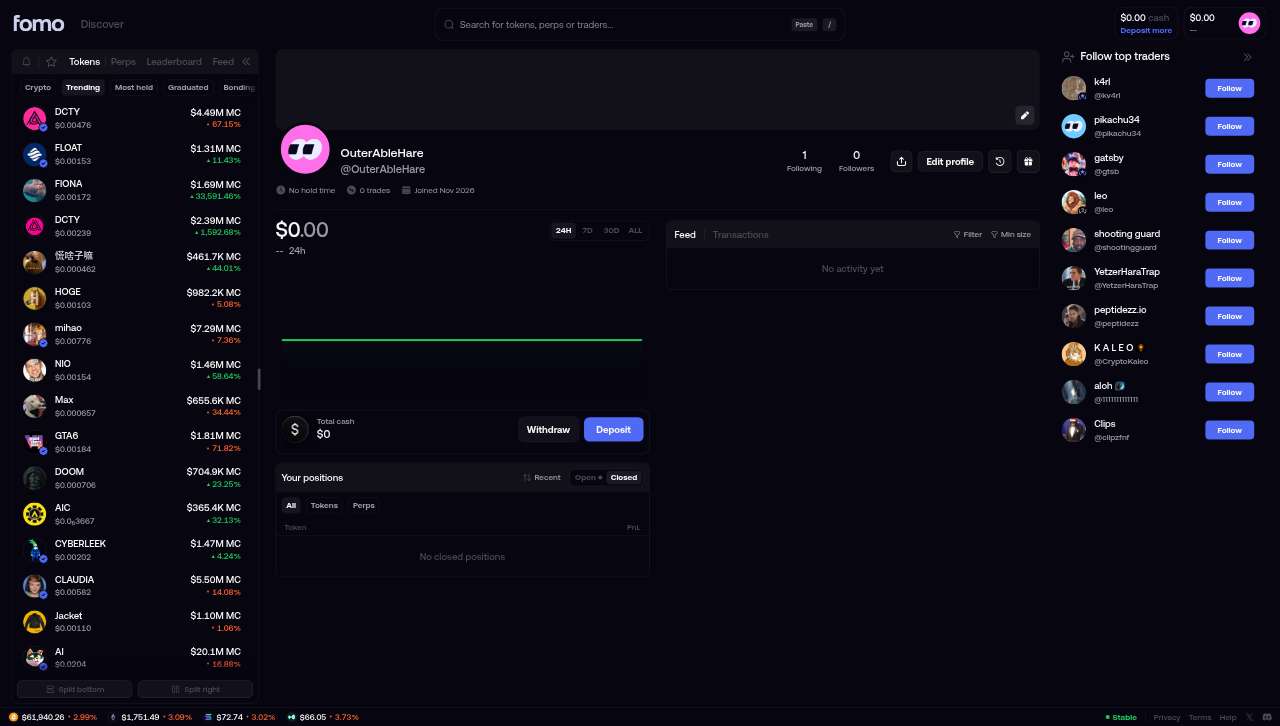 fomo
Discover
Search for tokens, perps or traders...
Paste
/
$0.00 cash
Deposit more
$0.00
—
Tokens
Perps
Leaderboard
Feed
Crypto
Trending
Most held
Graduated
Bonding
DCTY
$0.00476
$4.49M MC
67.15%
FLOAT
$0.00153
$1.31M MC
11.43%
FIONA
$0.00172
$1.69M MC
33,591.46%
DCTY
$0.00239
$2.39M MC
1,592.68%
慌啥子嘛
$0.000462
$461.7K MC
44.01%
HOGE
$0.00103
$982.2K MC
5.08%
mihao
$0.00776
$7.29M MC
7.36%
NIO
$0.00154
$1.46M MC
58.64%
Max
$0.000657
$655.6K MC
34.44%
GTA6
$0.00184
$1.81M MC
71.82%
DOOM
$0.000706
$704.9K MC
23.25%
AIC
$0.0₆3667
$365.4K MC
32.13%
CYBERLEEK
$0.00202
$1.47M MC
4.24%
CLAUDIA
$0.00582
$5.50M MC
14.08%
Jacket
$0.00110
$1.10M MC
1.06%
AI
$0.0204
$20.1M MC
16.88%
Split bottom
Split right
OuterAbleHare
@OuterAbleHare
1
Following
0
Followers
Edit profile
No hold time
0 trades
Joined Nov 2026
$0.00
-- 24h
24H
7D
30D
ALL
Total cash
$0
Withdraw
Deposit
Your positions
Recent
Open
Closed
All
Tokens
Perps
Token
PnL
No closed positions
Feed
Transactions
Filter
Min size
No activity yet
Follow top traders
k4rl
@kv4rl
Follow
pikachu34
@pikachu34
Follow
gatsby
@gtsb
Follow
leo
@leo
Follow
shooting guard
@shootingguard
Follow
YetzerHaraTrap
@YetzerHaraTrap
Follow
peptidezz.io
@peptidezz
Follow
K A L E O
@CryptoKaleo
Follow
aloh
Follow
Clips
@clipzfnf
Follow
$61,940.26 2.99%
$1,751.49 3.09%
$72.74 3.02%
$66.05 3.73%
Stable
Privacy
Terms
Help